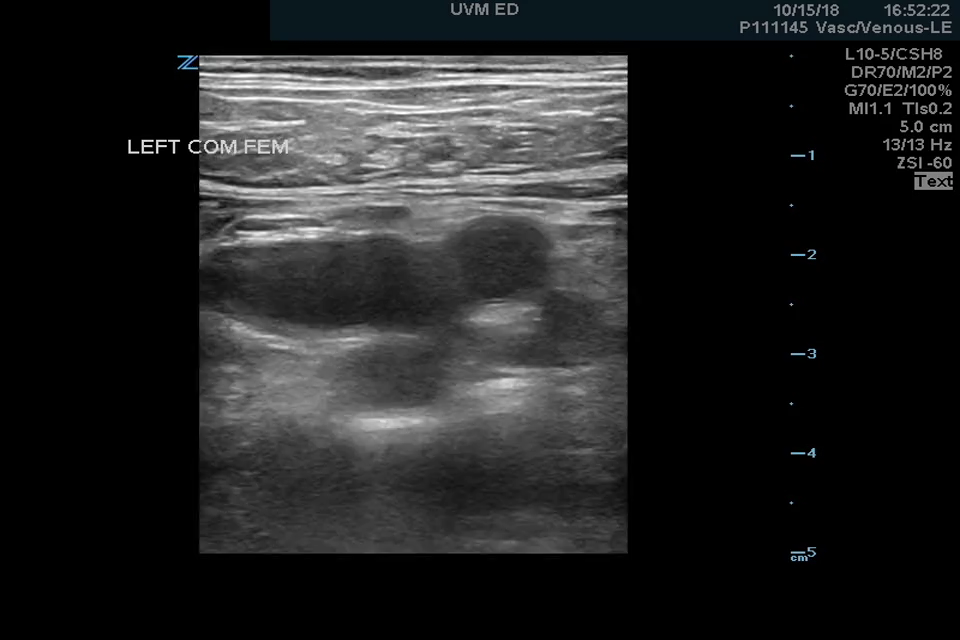 UVM ED
10/15/18 16:52:22
P111145 Vasc/Venous-LE
Z
L10-5/CSH8
DR70/M2/P2
G70/E2/100%
MI1.1 TIs0.2
5.0 cm
13/13 Hz
ZSI -60
Text
LEFT COM FEM
1
2
3
4
5
cm